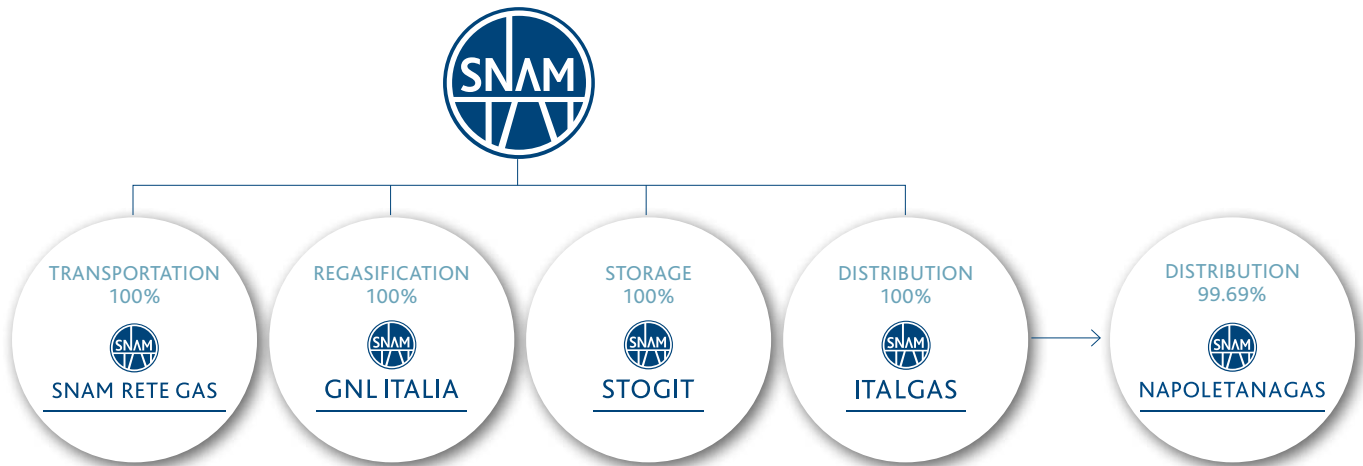 SNAM
TRANSPORTATION
100%
SNAM
SNAM RETE GAS
REGASIFICATION
100%
SNAM
GNL ITALIA
STORAGE
100%
SNAM
STOGIT
DISTRIBUTION
100%
SNAM
ITALGAS
DISTRIBUTION
99.69%
SNAM
NAPOLETANAGAS